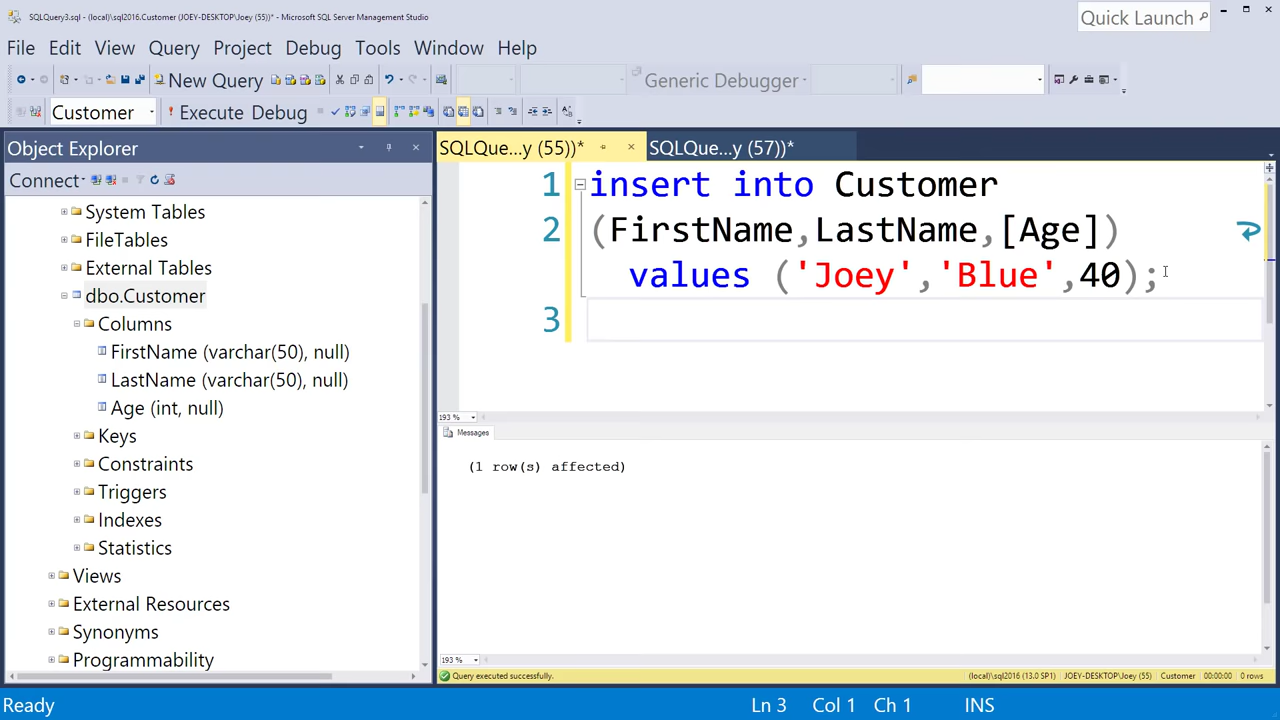 SQLQuery3.sql - (local)\sql2016.Customer (JOEY-DESKTOP\Joey (55))* - Microsoft SQL Server Management Studio
Quick Launch
File Edit View Query Project Debug Tools Window Help
New Query Generic Debugger
Customer Execute Debug
Object Explorer
Connect
System Tables
FileTables
External Tables
dbo.Customer
Columns
FirstName (varchar(50), null)
LastName (varchar(50), null)
Age (int, null)
Keys
Constraints
Triggers
Indexes
Statistics
Views
External Resources
Synonyms
Programmability
SQLQue...y (55))* SQLQue...y (57))*
1 insert into Customer
2 (FirstName,LastName,[Age])
values ('Joey','Blue',40);
3
193 %
Messages
(1 row(s) affected)
193 %
Query executed successfully. (local)\sql2016 (13.0 SP1) JOEY-DESKTOP\Joey (55) Customer 00:00:00 0 rows
Ready Ln 3 Col 1 Ch 1 INS